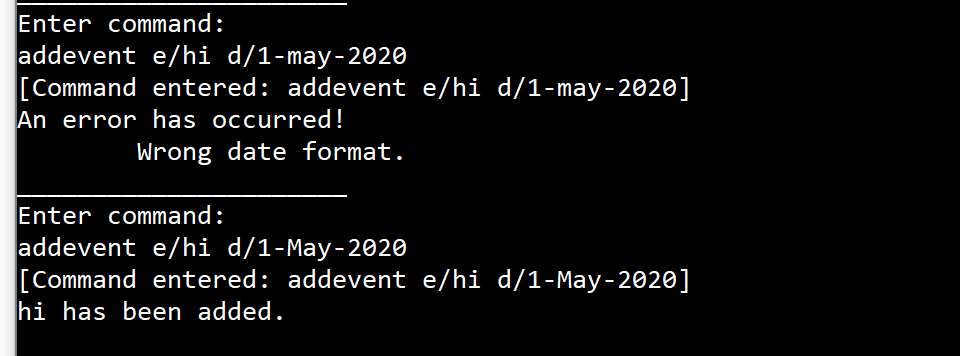 ______________________
Enter command:
addevent e/hi d/1-may-2020
[Command entered: addevent e/hi d/1-may-2020]
An error has occurred!
        Wrong date format.
______________________
Enter command:
addevent e/hi d/1-May-2020
[Command entered: addevent e/hi d/1-May-2020]
hi has been added.